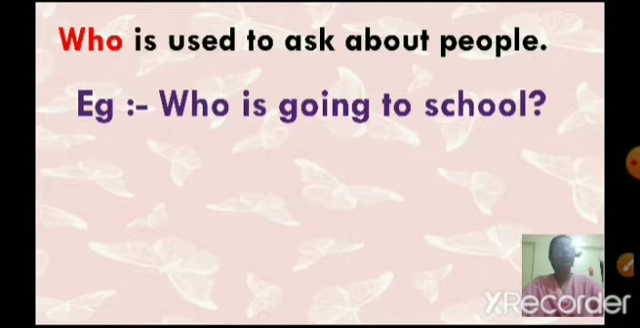 Who is used to ask about people.
Eg :- Who is going to school?
XRecorder